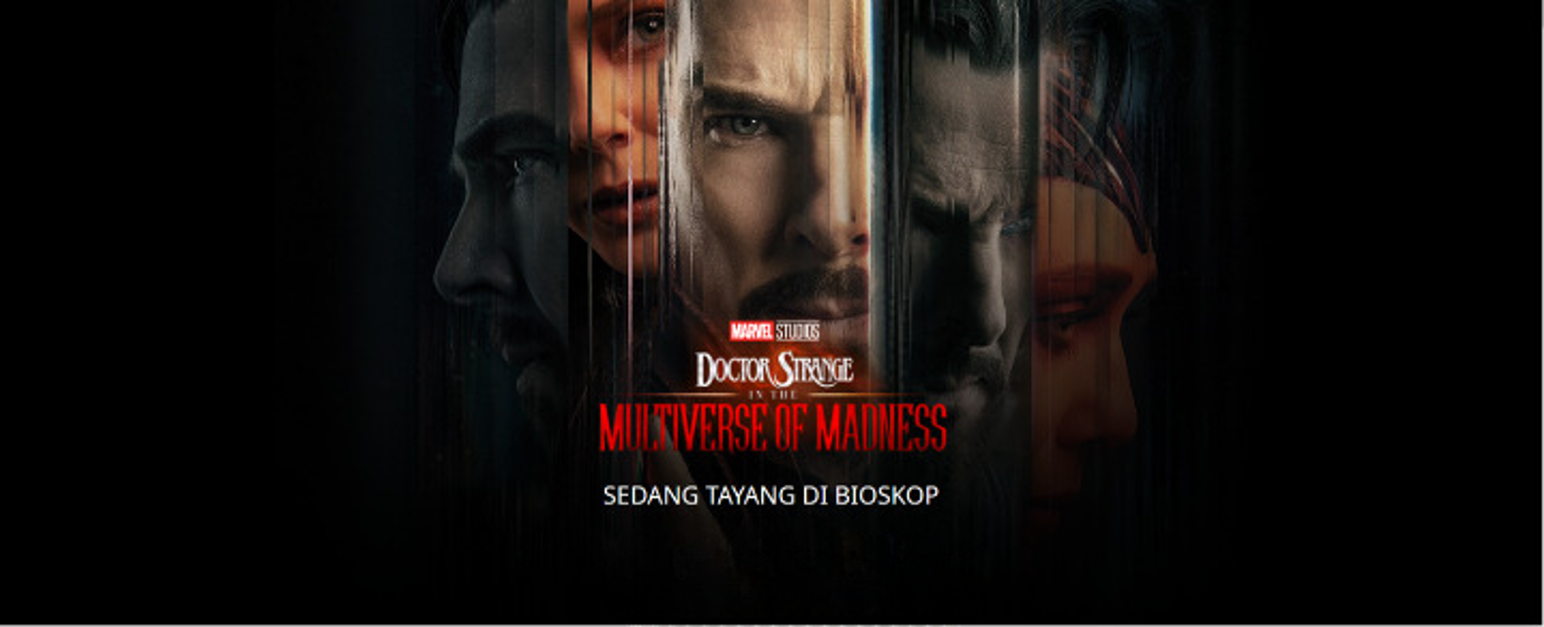 MARVEL STUDIOS
DOCTOR STRANGE
IN THE
MULTIVERSE OF MADNESS
SEDANG TAYANG DI BIOSKOP